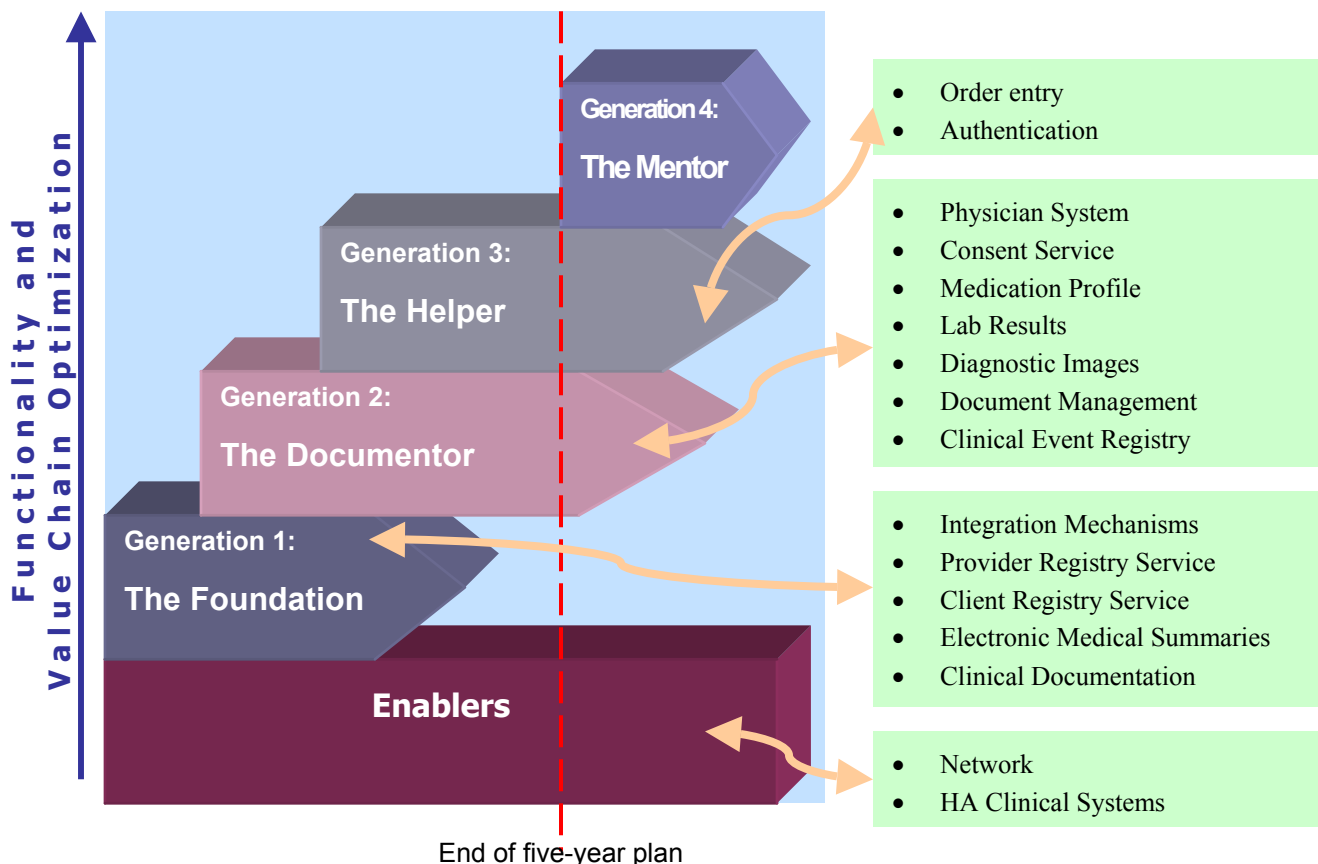 Functionality and
Value Chain Optimization
Generation 4:
The Mentor
Generation 3:
The Helper
Generation 2:
The Documentor
Generation 1:
The Foundation
Enablers
End of five-year plan
• Order entry
• Authentication
• Physician System
• Consent Service
• Medication Profile
• Lab Results
• Diagnostic Images
• Document Management
• Clinical Event Registry
• Integration Mechanisms
• Provider Registry Service
• Client Registry Service
• Electronic Medical Summaries
• Clinical Documentation
• Network
• HA Clinical Systems